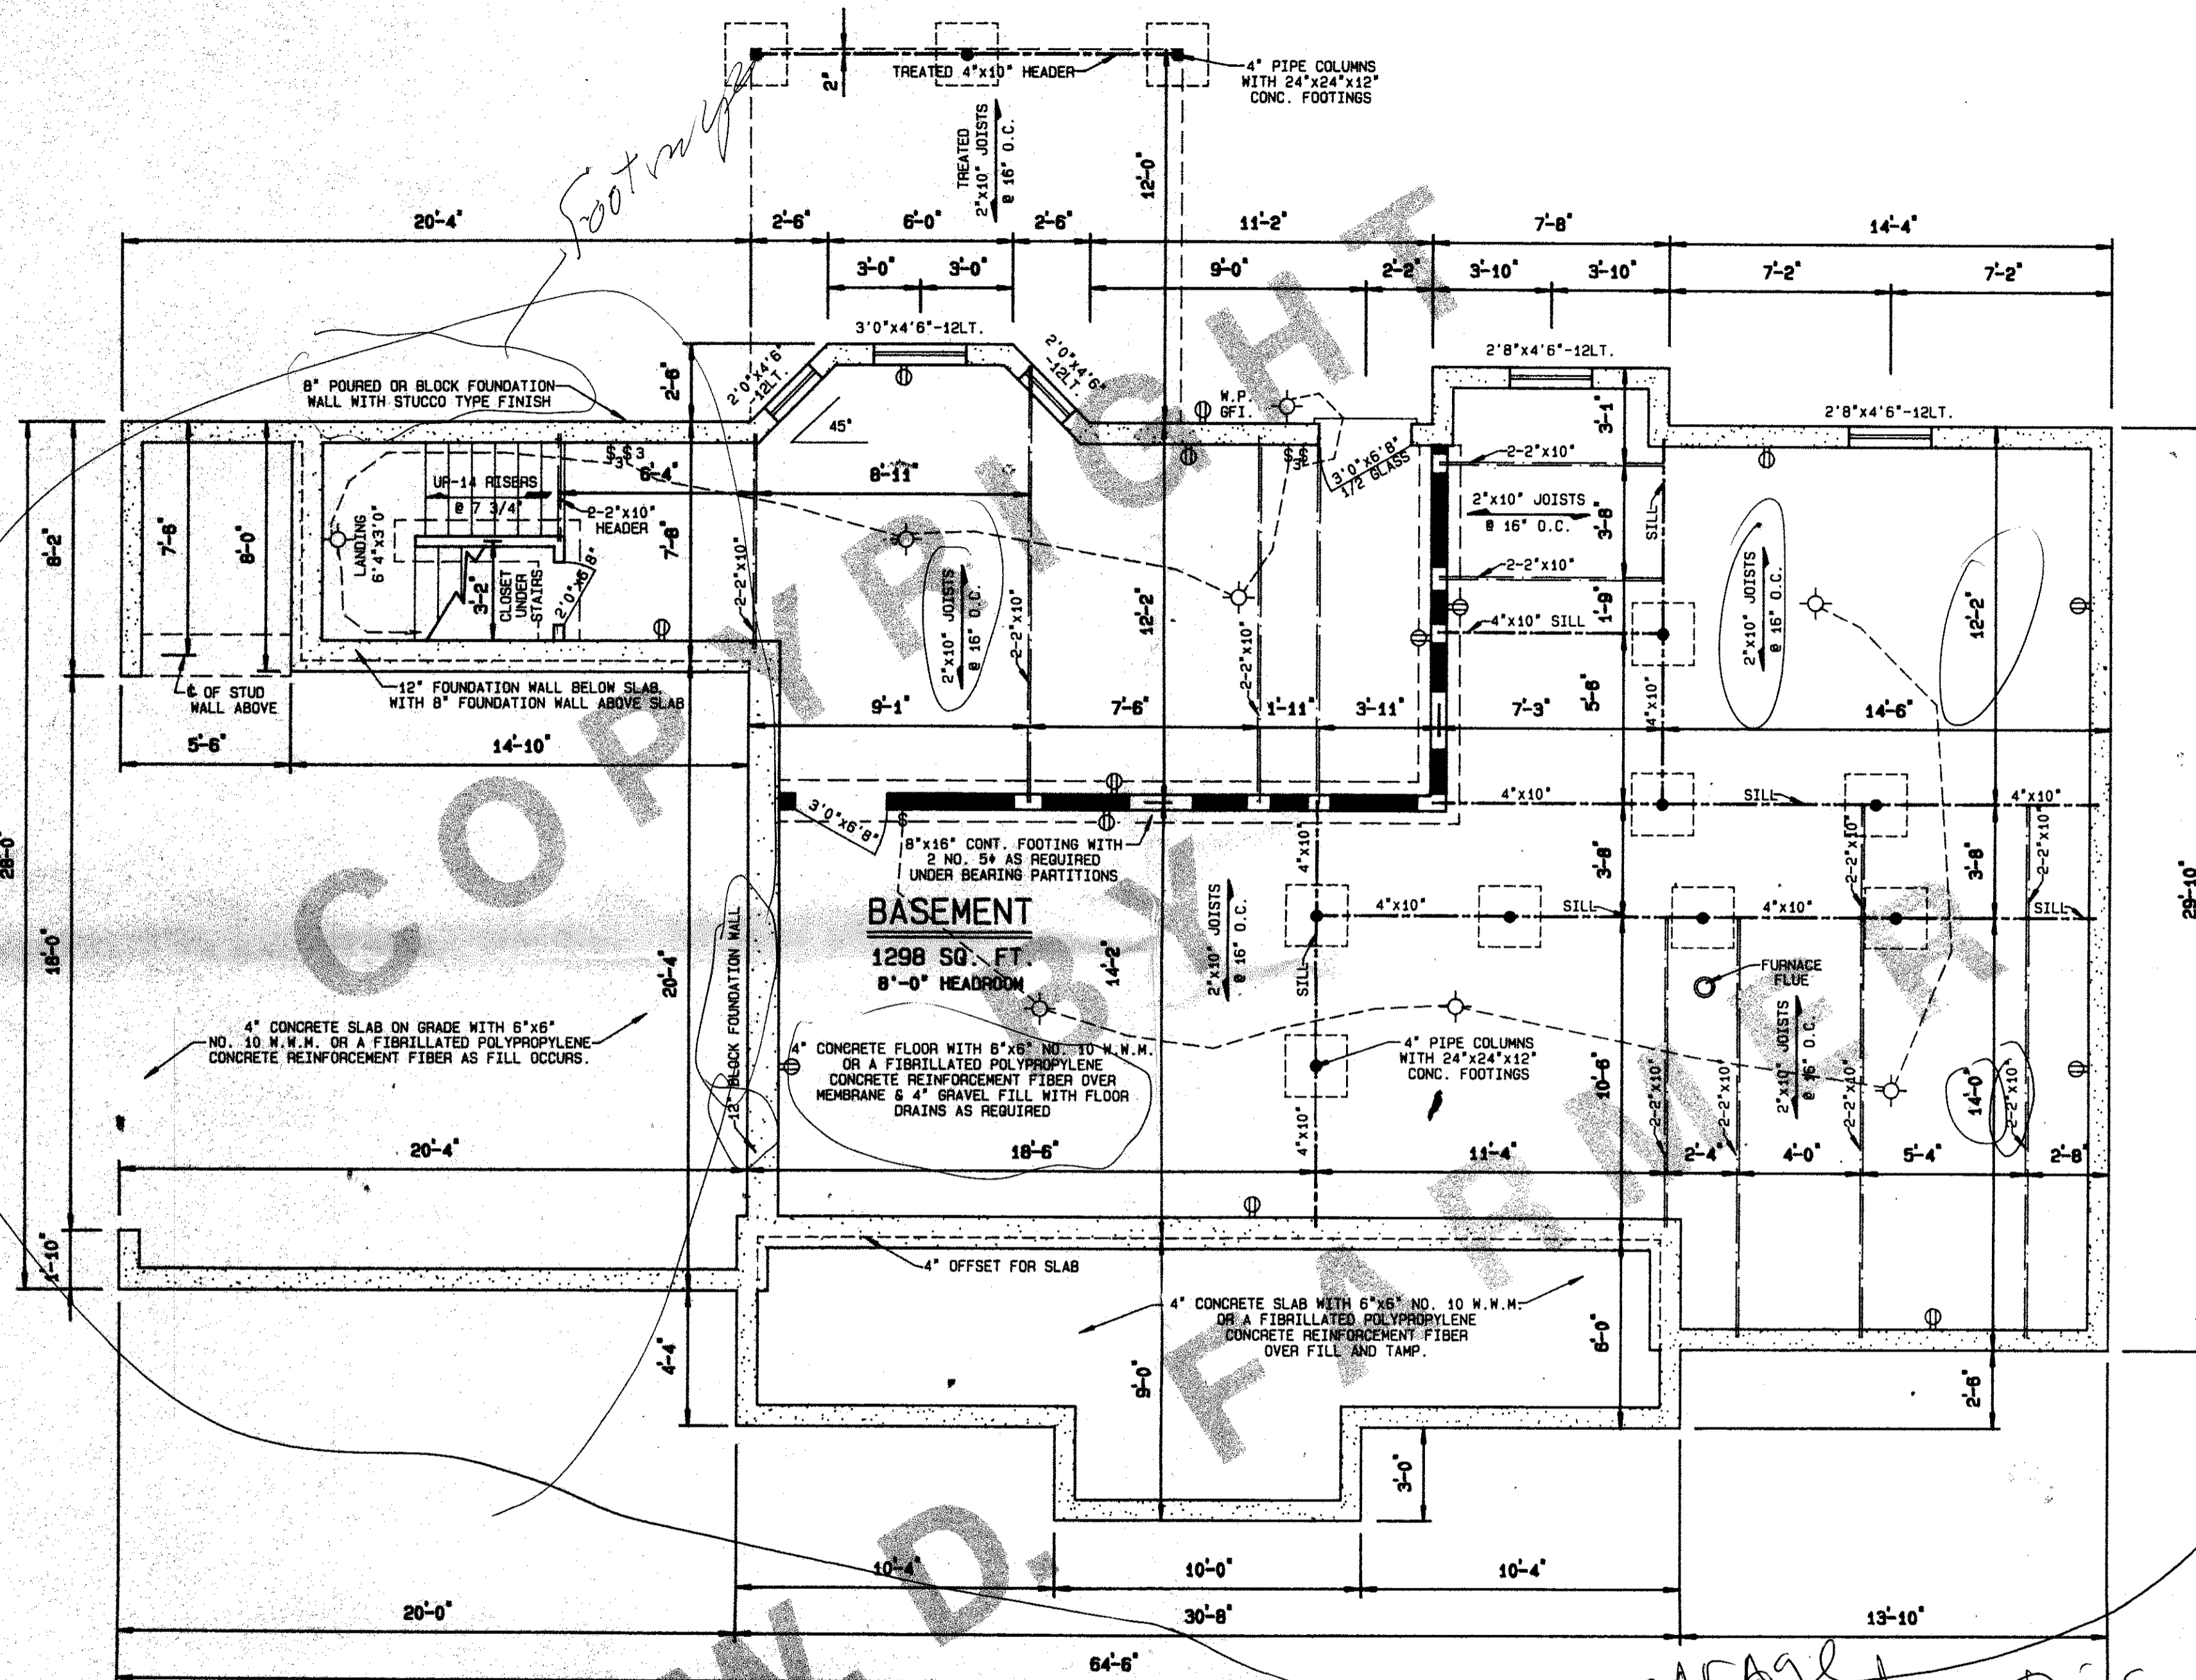 TREATED 4"x10" HEADER
4" PIPE COLUMNS
WITH 24"x24"x12"
CONC. FOOTINGS
2"
TREATED
2"x10" JOISTS
@ 16" O.C.
12'-0"
Footings
20'-4"
2'-6"
6'-0"
2'-6"
11'-2"
7'-8"
14'-4"
3'-0"
3'-0"
9'-0"
2'-2"
3'-10"
3'-10"
7'-2"
7'-2"
3'0"x4'6"-12LT.
2'0"x4'6"
-12LT.
2'0"x4'6"
-12LT
2'8"x4'6"-12LT.
2'8"x4'6"-12LT.
8" POURED OR BLOCK FOUNDATION
WALL WITH STUCCO TYPE FINISH
2'-6"
45°
W.P.
GFI.
3'0"x6'8"
1/2 GLASS
3'-1"
2-2"x10"
2"x10" JOISTS
@ 16" O.C.
SILL
3'-8"
2-2"x10"
4"x10" SILL
1'-9"
28'-0"
8'-2"
7'-6"
8'-0"
UP-14 RISERS
@ 7 3/4"
LANDING
6'4"x3'0"
2-2"x10"
HEADER
3'-2"
CLOSET
UNDER
STAIRS
2'0"x6'8"
6'-4"
7'-8"
8'-11"
2-2"x10"
2"x10" JOISTS
@ 16" O.C.
2-2"x10"
12'-2"
2-2"x10"
2"x10" JOISTS
@ 16" O.C.
12'-2"
℄ OF STUD
WALL ABOVE
12" FOUNDATION WALL BELOW SLAB
WITH 8" FOUNDATION WALL ABOVE SLAB
9'-1"
7'-6"
1'-11"
3'-11"
7'-3"
5'-6"
4"x10"
14'-6"
5'-6"
14'-10"
3'0"x6'8"
4"x10"
SILL
4"x10"
8"x16" CONT. FOOTING WITH
2 NO. 5⌀ AS REQUIRED
UNDER BEARING PARTITIONS
4"x10"
3'-8"
2-2"x10"
3'-8"
2-2"x10"
29'-10"
BASEMENT
1298 SQ. FT.
8'-0" HEADROOM
14'-2"
2"x10" JOISTS
@ 16" O.C.
SILL
4"x10"
SILL
4"x10"
SILL
FURNACE
FLUE
18'-0"
20'-4"
12" BLOCK FOUNDATION WALL
4" CONCRETE SLAB ON GRADE WITH 6"x6"
NO. 10 W.W.M. OR A FIBRILLATED POLYPROPYLENE
CONCRETE REINFORCEMENT FIBER AS FILL OCCURS.
4" CONCRETE FLOOR WITH 6"x6" NO. 10 W.W.M.
OR A FIBRILLATED POLYPROPYLENE
CONCRETE REINFORCEMENT FIBER OVER
MEMBRANE & 4" GRAVEL FILL WITH FLOOR
DRAINS AS REQUIRED
4" PIPE COLUMNS
WITH 24"x24"x12"
CONC. FOOTINGS
4"x10"
10'-6"
2-2"x10"
2-2"x10"
2"x10" JOISTS
@ 16" O.C.
2-2"x10"
14'-0"
2-2"x10"
20'-4"
18'-6"
11'-4"
2'-4"
4'-0"
5'-4"
2'-8"
1'-10"
4" OFFSET FOR SLAB
4" CONCRETE SLAB WITH 6"x6" NO. 10 W.W.M.
OR A FIBRILLATED POLYPROPYLENE
CONCRETE REINFORCEMENT FIBER
OVER FILL AND TAMP.
4'-4"
9'-0"
6'-0"
2'-6"
3'-0"
10'-4"
10'-0"
10'-4"
20'-0"
30'-8"
13'-10"
64'-6"
COPYRIGHT
BY
W.D. FARMER